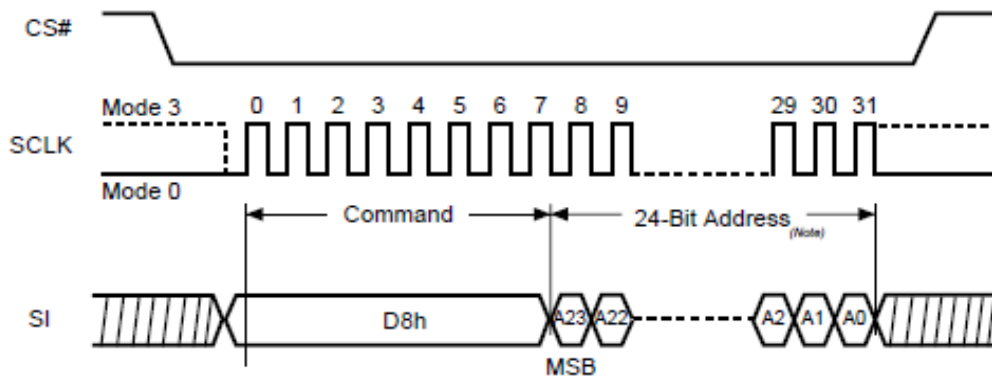 CS#
Mode 3 0 1 2 3 4 5 6 7 8 9 29 30 31
SCLK
Mode 0
Command 24-Bit Address (Note)
SI D8h A23 A22 A2 A1 A0
MSB